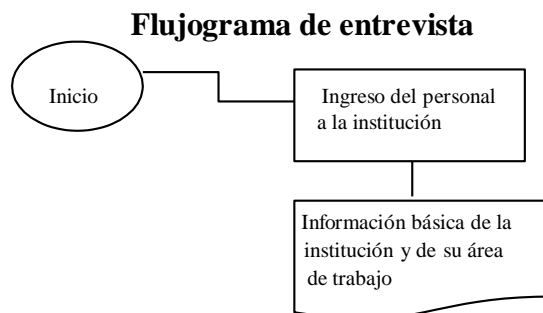 Flujograma de entrevista
Inicio
Ingreso del personal
a la institución
Información básica de la
institución y de su área
de trabajo